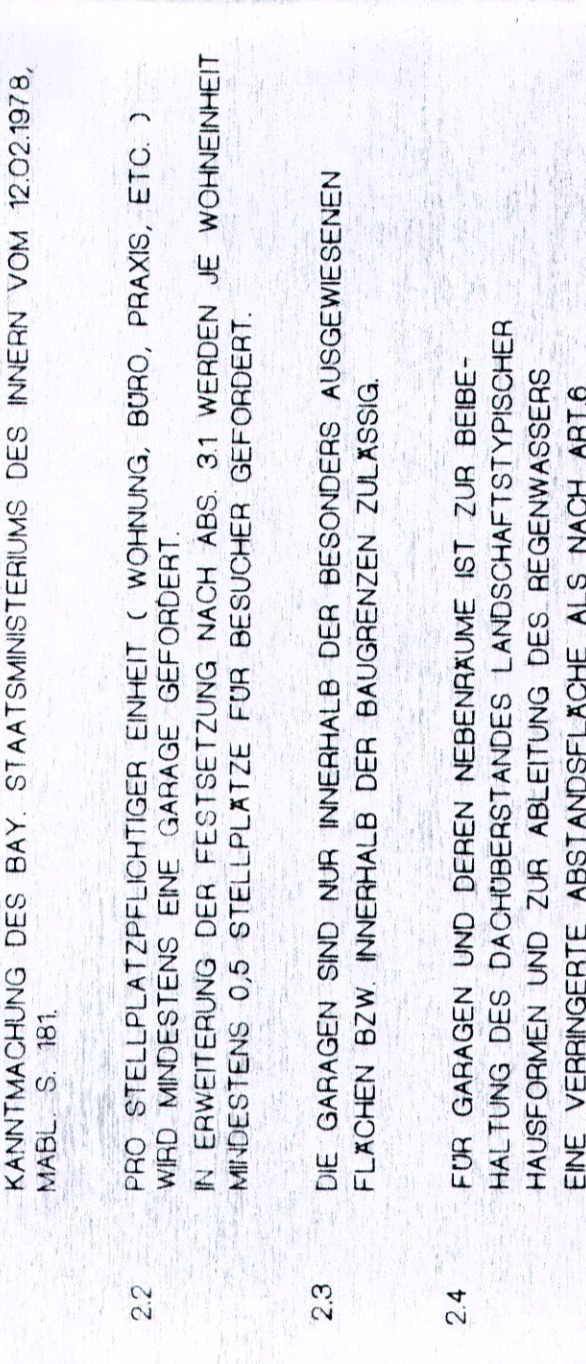 KANNTMACHUNG DES BAY. STAATSMINISTERIUMS DES INNERN VOM 12.02.1978,
MABL. S. 181.
2.2 PRO STELLPLATZPFLICHTIGER EINHEIT ( WOHNUNG, BÜRO, PRAXIS, ETC. )
WIRD MINDESTENS EINE GARAGE GEFORDERT.
IN ERWEITERUNG DER FESTSETZUNG NACH ABS. 3.1 WERDEN JE WOHNEINHEIT
MINDESTENS 0,5 STELLPLÄTZE FÜR BESUCHER GEFORDERT.
2.3 DIE GARAGEN SIND NUR INNERHALB DER BESONDERS AUSGEWIESENEN
FLÄCHEN BZW. INNERHALB DER BAUGRENZEN ZULÄSSIG.
2.4 FÜR GARAGEN UND DEREN NEBENRÄUME IST ZUR BEIBE-
HALTUNG DES DACHÜBERSTANDES LANDSCHAFTSTYPISCHER
HAUSFORMEN UND ZUR ABLEITUNG DES REGENWASSERS
EINE VERRINGERTE ABSTANDSFLÄCHE ALS NACH ART.6